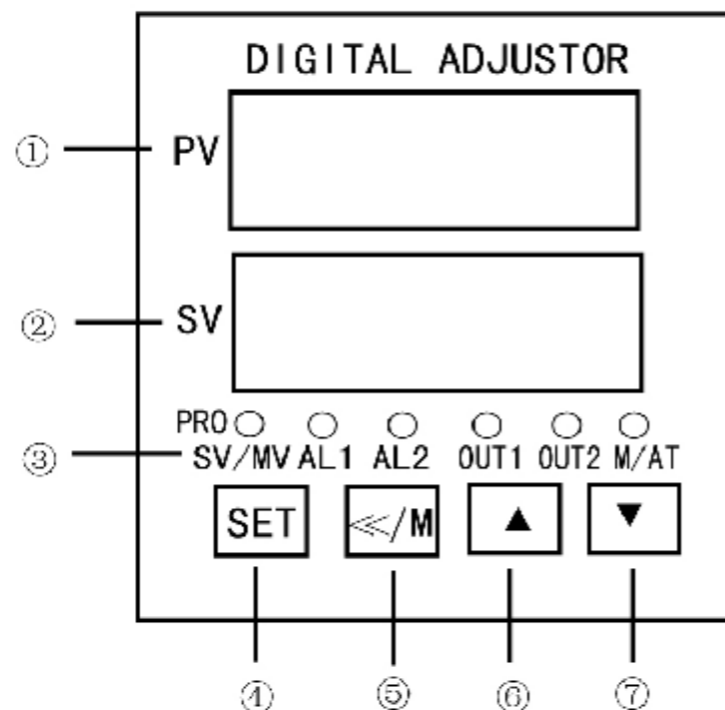 DIGITAL ADJUSTOR
① PV
② SV
PRO
③ SV/MV AL1 AL2 OUT1 OUT2 M/AT
SET ≪/M ▲ ▼
④ ⑤ ⑥ ⑦